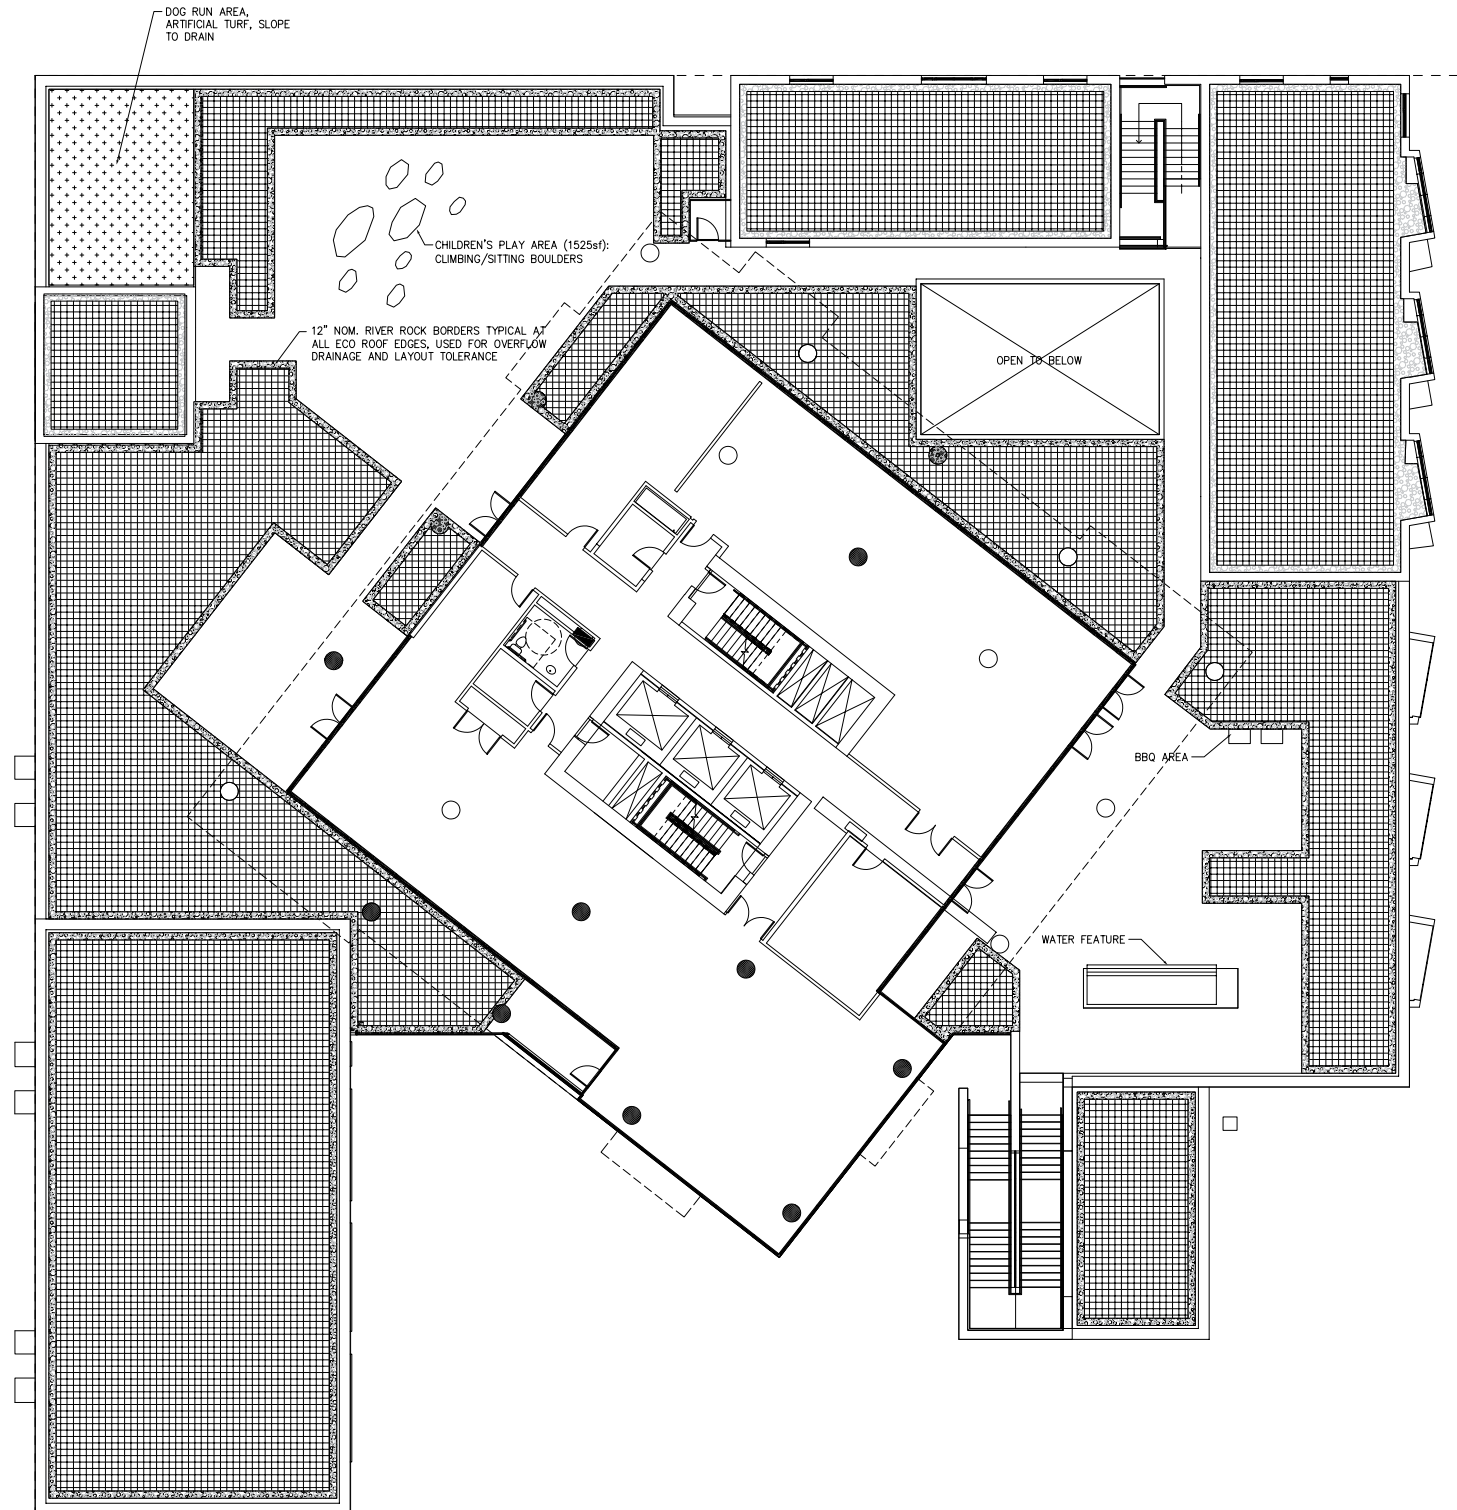 DOG RUN AREA,
ARTIFICIAL TURF, SLOPE
TO DRAIN
CHILDREN'S PLAY AREA (1525sf):
CLIMBING/SITTING BOULDERS
12" NOM. RIVER ROCK BORDERS TYPICAL AT
ALL ECO ROOF EDGES, USED FOR OVERFLOW
DRAINAGE AND LAYOUT TOLERANCE
OPEN TO BELOW
BBQ AREA
WATER FEATURE